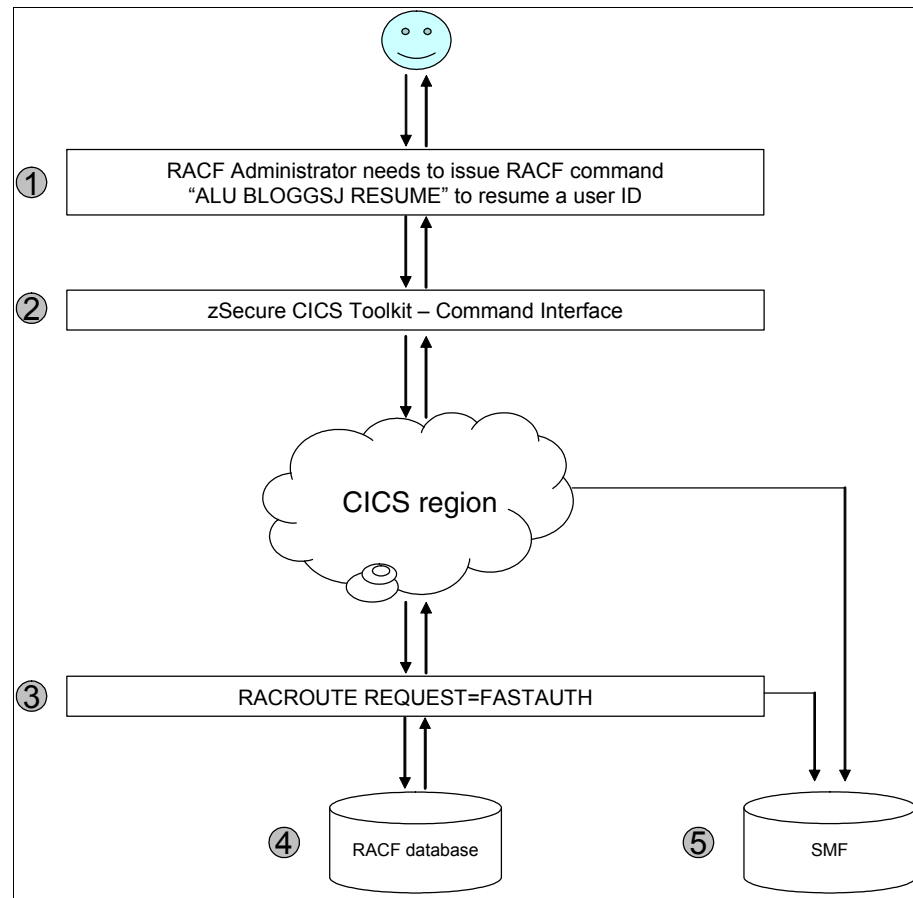 1
RACF Administrator needs to issue RACF command
“ALU BLOGGSJ RESUME” to resume a user ID
2
zSecure CICS Toolkit – Command Interface
CICS region
3
RACROUTE REQUEST=FASTAUTH
4
RACF database
5
SMF